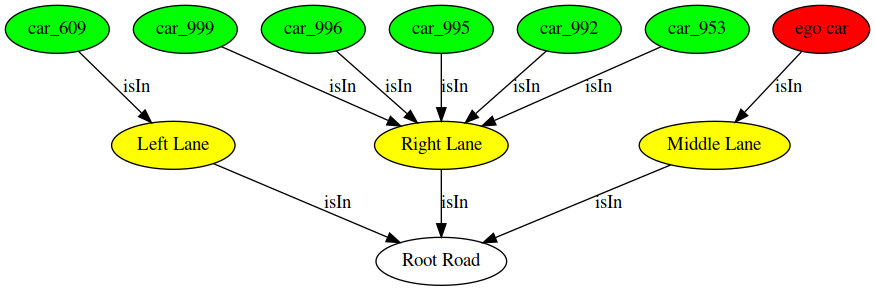 car_609
car_999
car_996
car_995
car_992
car_953
ego car
isIn
isIn
isIn
isIn
isIn
isIn
isIn
Left Lane
Right Lane
Middle Lane
isIn
isIn
isIn
Root Road